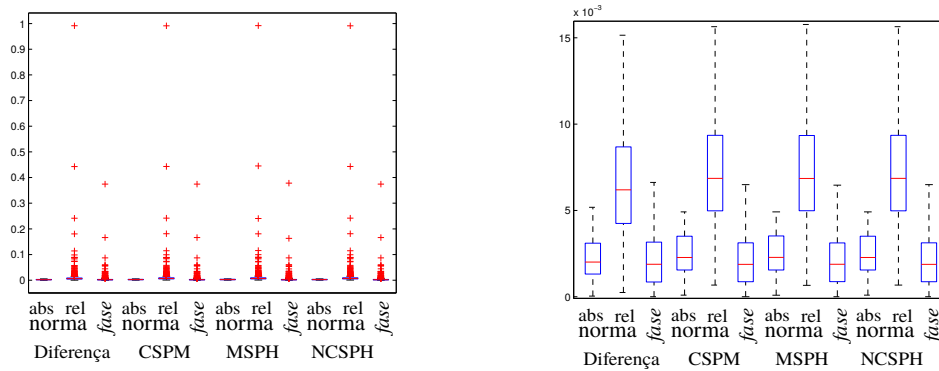 1
0.9
0.8
0.7
0.6
0.5
0.4
0.3
0.2
0.1
0
abs rel fase abs rel fase abs rel fase abs rel fase
norma norma norma norma
Diferença CSPM MSPH NCSPH
x 10⁻³
15
10
5
0
abs rel fase abs rel fase abs rel fase abs rel fase
norma norma norma norma
Diferença CSPM MSPH NCSPH